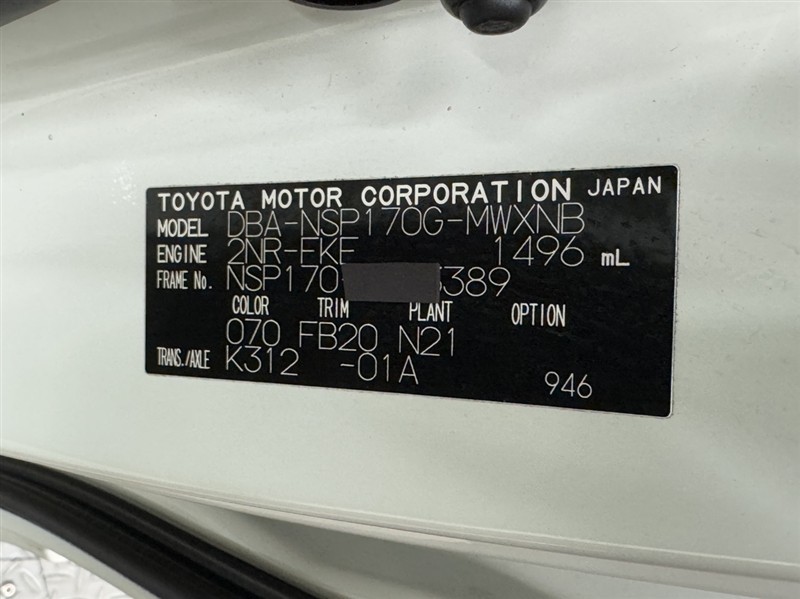 TOYOTA MOTOR CORPORATION JAPAN
MODEL DBA-NSP170G-MWXNB
ENGINE 2NR-FKE 1496 mL
FRAME No. NSP170 389
COLOR TRIM PLANT OPTION
070 FB20 N21
TRANS./AXLE K312 -01A
946